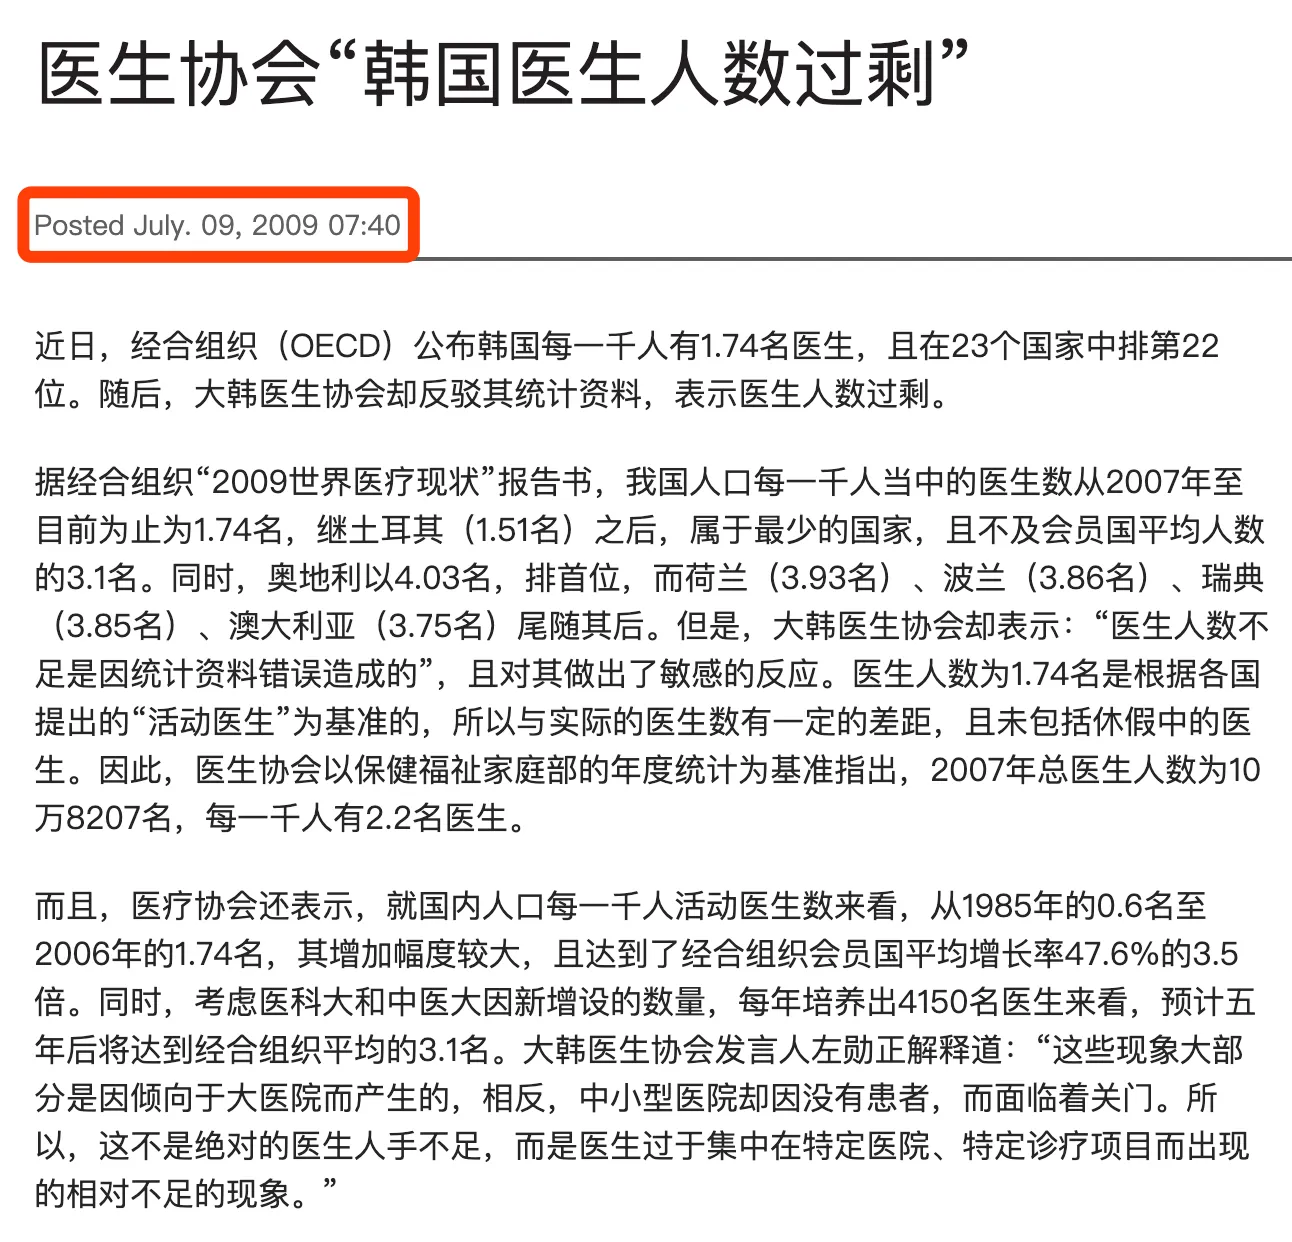 医生协会“韩国医生人数过剩”
Posted July. 09, 2009 07:40
近日，经合组织（OECD）公布韩国每一千人有1.74名医生，且在23个国家中排第22
位。随后，大韩医生协会却反驳其统计资料，表示医生人数过剩。
据经合组织“2009世界医疗现状”报告书，我国人口每一千人当中的医生数从2007年至
目前为止为1.74名，继土耳其（1.51名）之后，属于最少的国家，且不及会员国平均人数
的3.1名。同时，奥地利以4.03名，排首位，而荷兰（3.93名）、波兰（3.86名）、瑞典
（3.85名）、澳大利亚（3.75名）尾随其后。但是，大韩医生协会却表示：“医生人数不
足是因统计资料错误造成的”，且对其做出了敏感的反应。医生人数为1.74名是根据各国
提出的“活动医生”为基准的，所以与实际的医生数有一定的差距，且未包括休假中的医
生。因此，医生协会以保健福祉家庭部的年度统计为基准指出，2007年总医生人数为10
万8207名，每一千人有2.2名医生。
而且，医疗协会还表示，就国内人口每一千人活动医生数来看，从1985年的0.6名至
2006年的1.74名，其增加幅度较大，且达到了经合组织会员国平均增长率47.6%的3.5
倍。同时，考虑医科大和中医大因新增设的数量，每年培养出4150名医生来看，预计五
年后将达到经合组织平均的3.1名。大韩医生协会发言人左勋正解释道：“这些现象大部
分是因倾向于大医院而产生的，相反，中小型医院却因没有患者，而面临着关门。所
以，这不是绝对的医生人手不足，而是医生过于集中在特定医院、特定诊疗项目而出现
的相对不足的现象。”